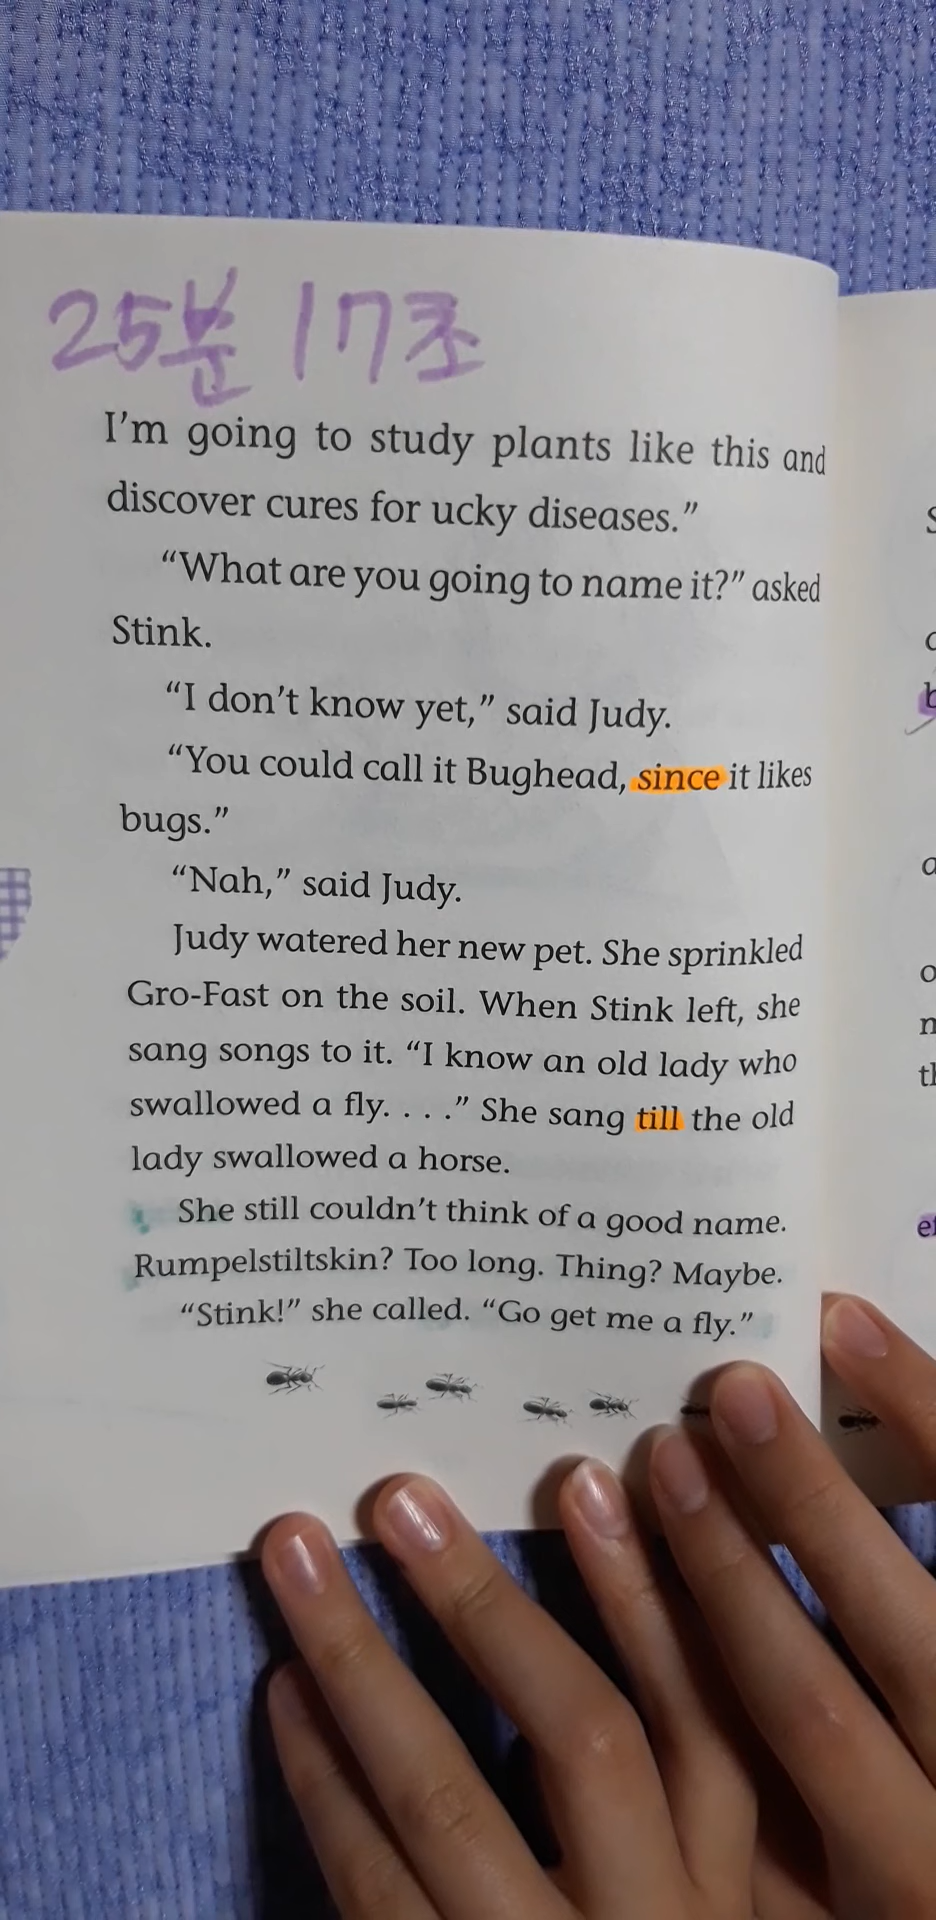 25분 17초
I'm going to study plants like this and
discover cures for ucky diseases.”
“What are you going to name it?” asked
Stink.
“I don't know yet,” said Judy.
“You could call it Bughead, since it likes
bugs.”
“Nah,” said Judy.
Judy watered her new pet. She sprinkled
Gro-Fast on the soil. When Stink left, she
sang songs to it. “I know an old lady who
swallowed a fly. . . .” She sang till the old
lady swallowed a horse.
She still couldn't think of a good name.
Rumpelstiltskin? Too long. Thing? Maybe.
“Stink!” she called. “Go get me a fly.”